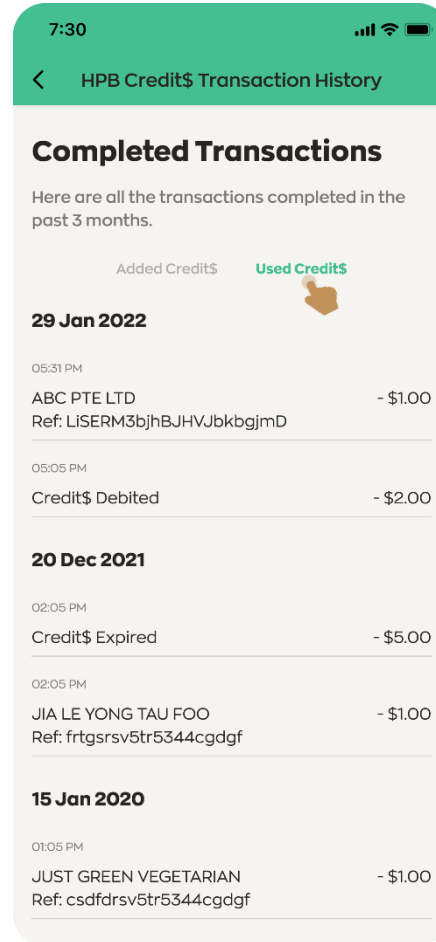 7:30
HPB Credit$ Transaction History
Completed Transactions
Here are all the transactions completed in the
past 3 months.
Added Credit$ Used Credit$
29 Jan 2022
05:31 PM
ABC PTE LTD - $1.00
Ref: LiSERM3bjhBJHVJbkbgjmD
05:05 PM
Credit$ Debited - $2.00
20 Dec 2021
02:05 PM
Credit$ Expired - $5.00
02:05 PM
JIA LE YONG TAU FOO - $1.00
Ref: frtgsrsv5tr5344cgdgf
15 Jan 2020
01:05 PM
JUST GREEN VEGETARIAN - $1.00
Ref: csdfdrsv5tr5344cgdgf